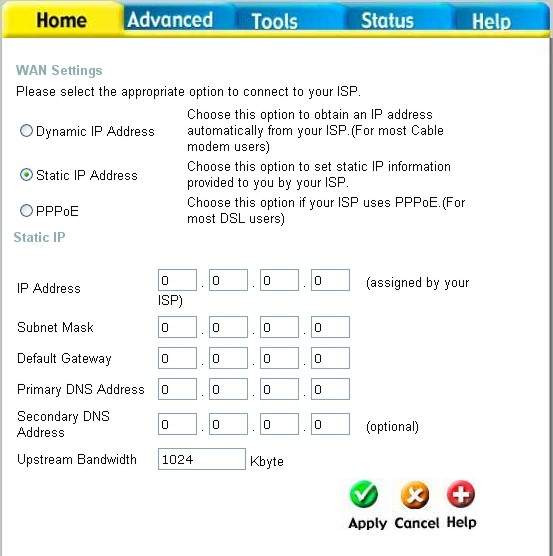 Home Advanced Tools Status Help
WAN Settings
Please select the appropriate option to connect to your ISP.
Dynamic IP Address
Choose this option to obtain an IP address
automatically from your ISP.(For most Cable
modem users)
Static IP Address
Choose this option to set static IP information
provided to you by your ISP.
PPPoE
Choose this option if your ISP uses PPPoE.(For
most DSL users)
Static IP
IP Address 0 . 0 . 0 . 0 (assigned by your
ISP)
Subnet Mask 0 . 0 . 0 . 0
Default Gateway 0 . 0 . 0 . 0
Primary DNS Address 0 . 0 . 0 . 0
Secondary DNS
Address 0 . 0 . 0 . 0 (optional)
Upstream Bandwidth 1024 Kbyte
Apply Cancel Help